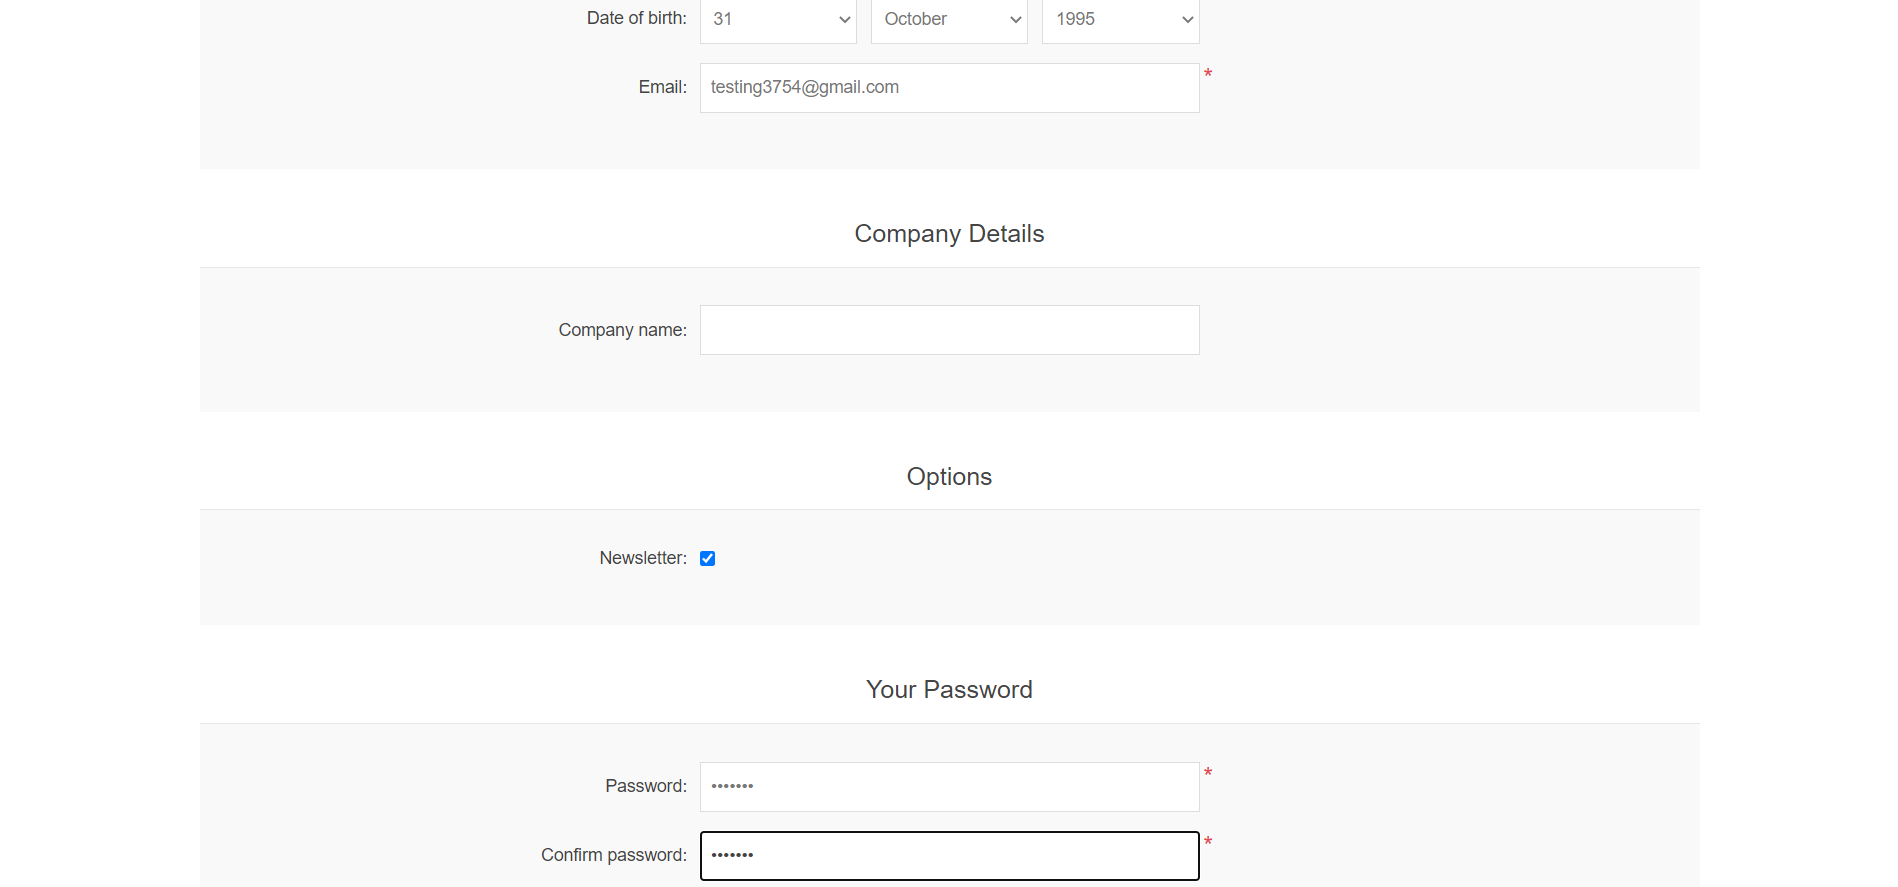 Date of birth: 31 October 1995
Email: testing3754@gmail.com *
Company Details
Company name:
Options
Newsletter:
Your Password
Password: ••••••• *
Confirm password: ••••••• *